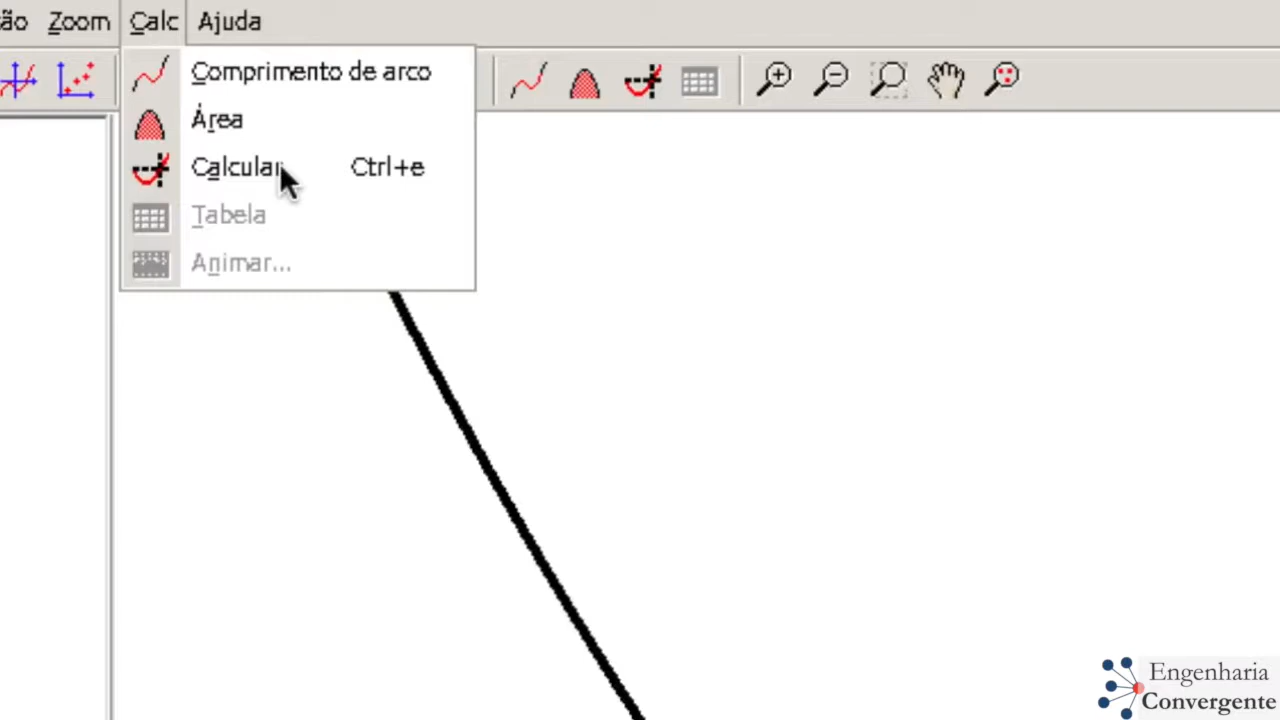 ão Zoom Calc Ajuda
Comprimento de arco
Área
Calcular Ctrl+e
Tabela
Animar...
Engenharia
Convergente